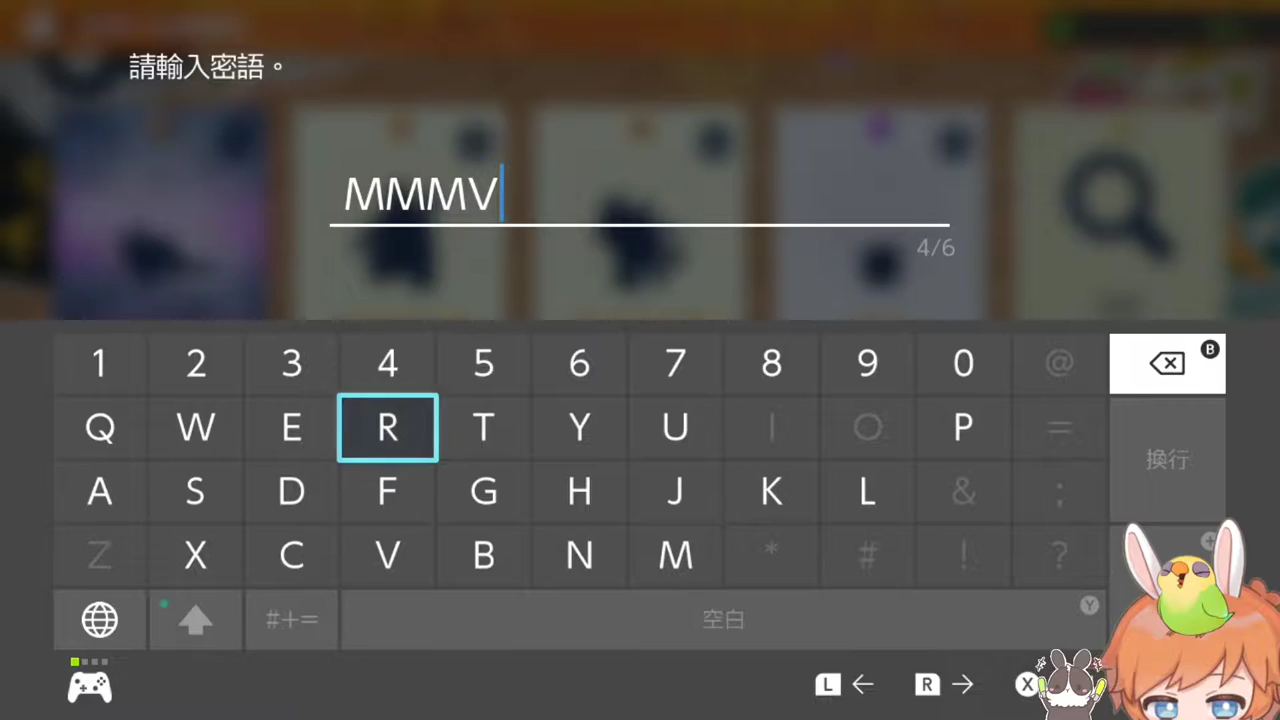 請輸入密語。
MMMV
4/6
1 2 3 4 5 6 7 8 9 0 @ B
Q W E R T Y U I O P =
換行
A S D F G H J K L & ;
Z X C V B N M * # ! ?
#+= 空白 Y
L ← R → X